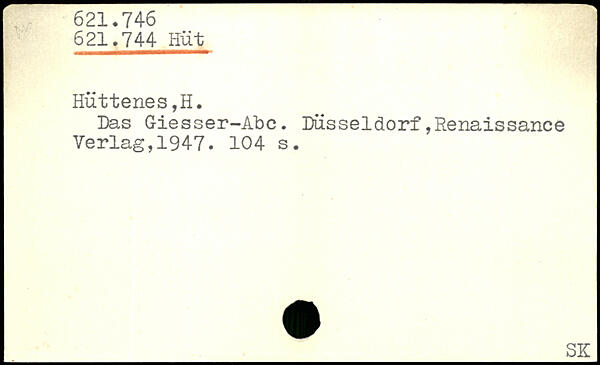 621.746
621.744 Hüt
Hüttenes,H.
Das Giesser-Abc. Düsseldorf,Renaissance
Verlag,1947. 104 s.
SK